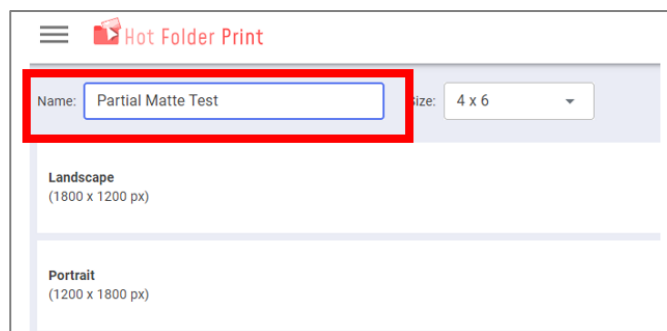 Hot Folder Print
Name: Partial Matte Test Size: 4 x 6
Landscape
(1800 x 1200 px)
Portrait
(1200 x 1800 px)